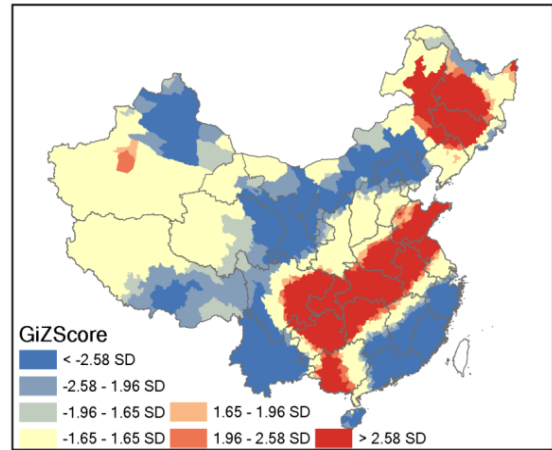 GiZScore
< -2.58 SD
-2.58 - 1.96 SD
-1.96 - 1.65 SD
1.65 - 1.96 SD
-1.65 - 1.65 SD
1.96 - 2.58 SD
> 2.58 SD